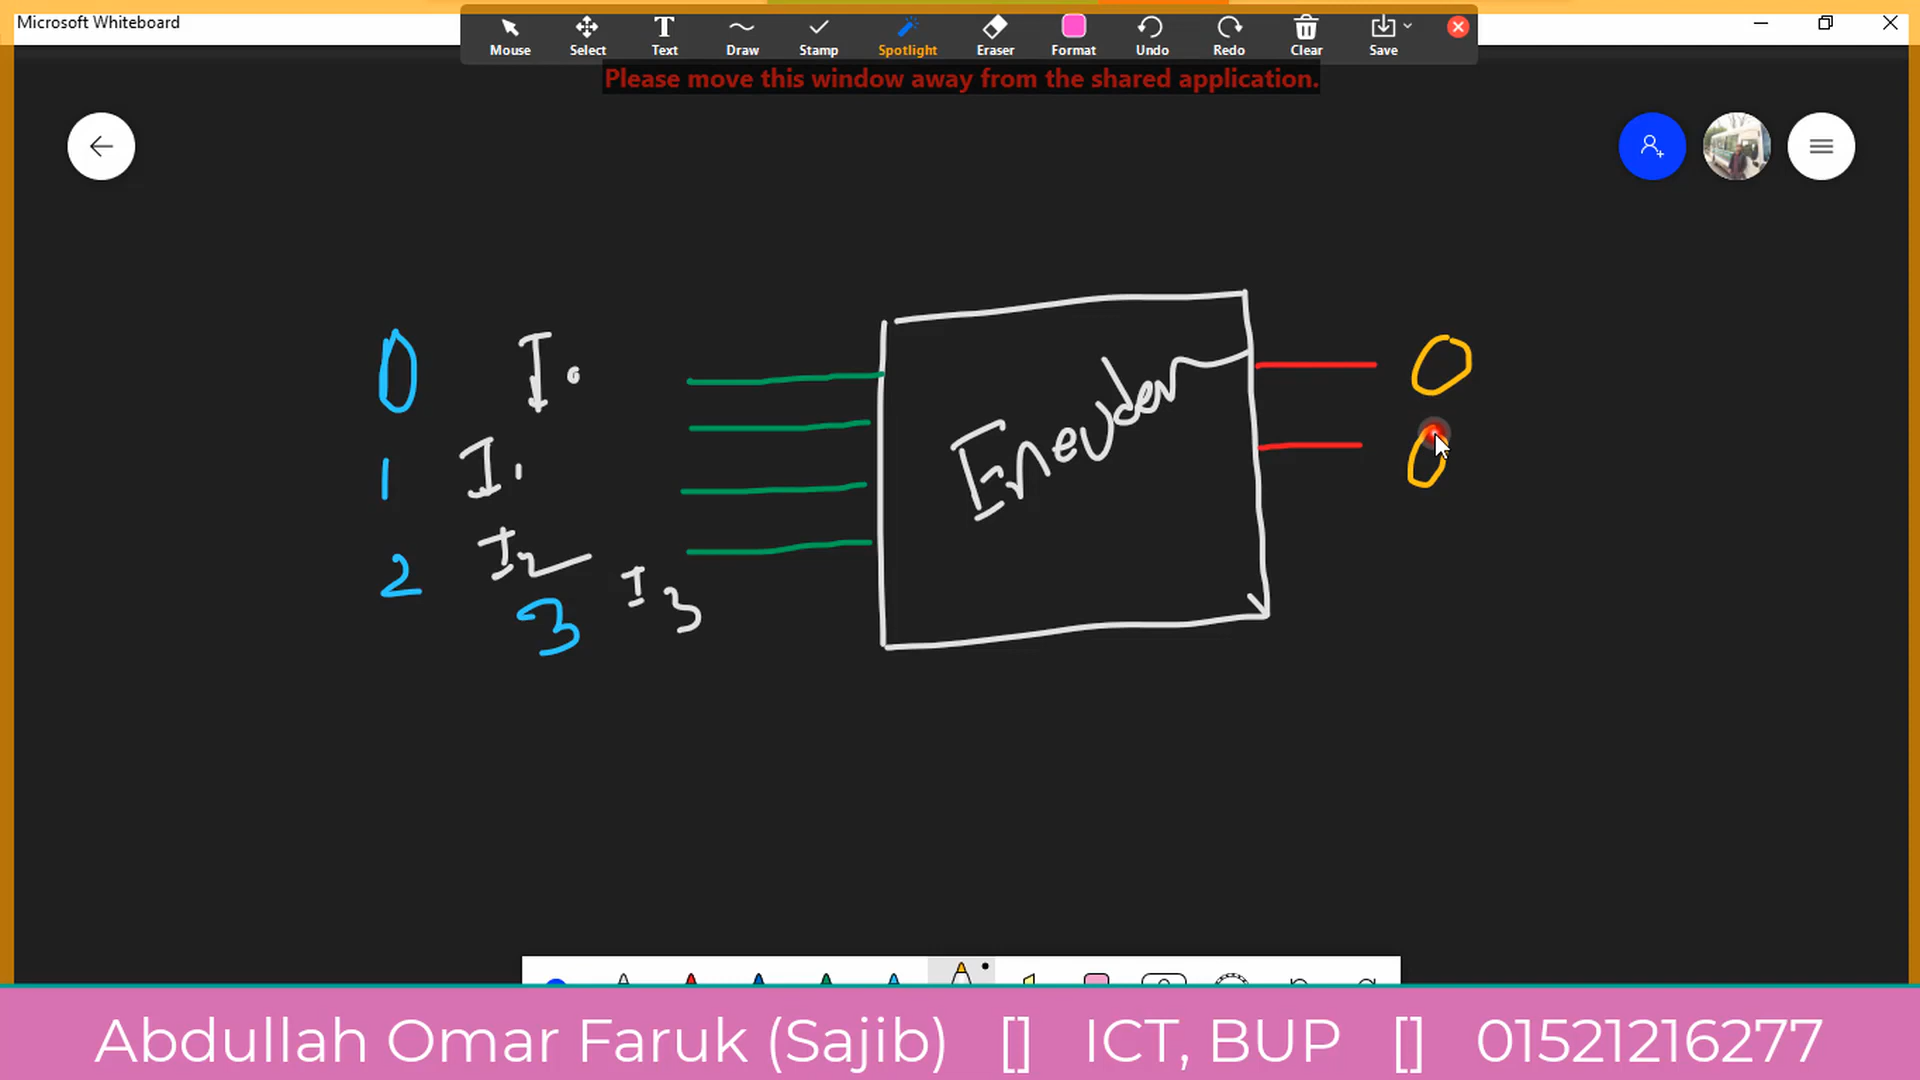 Microsoft Whiteboard
Mouse Select Text Draw Stamp Spotlight Eraser Format Undo Redo Clear Save
Please move this window away from the shared application.
0 I0
1 I1
2 I2
3 I3
Encoder
0
0
Abdullah Omar Faruk (Sajib) [] ICT, BUP [] 01521216277